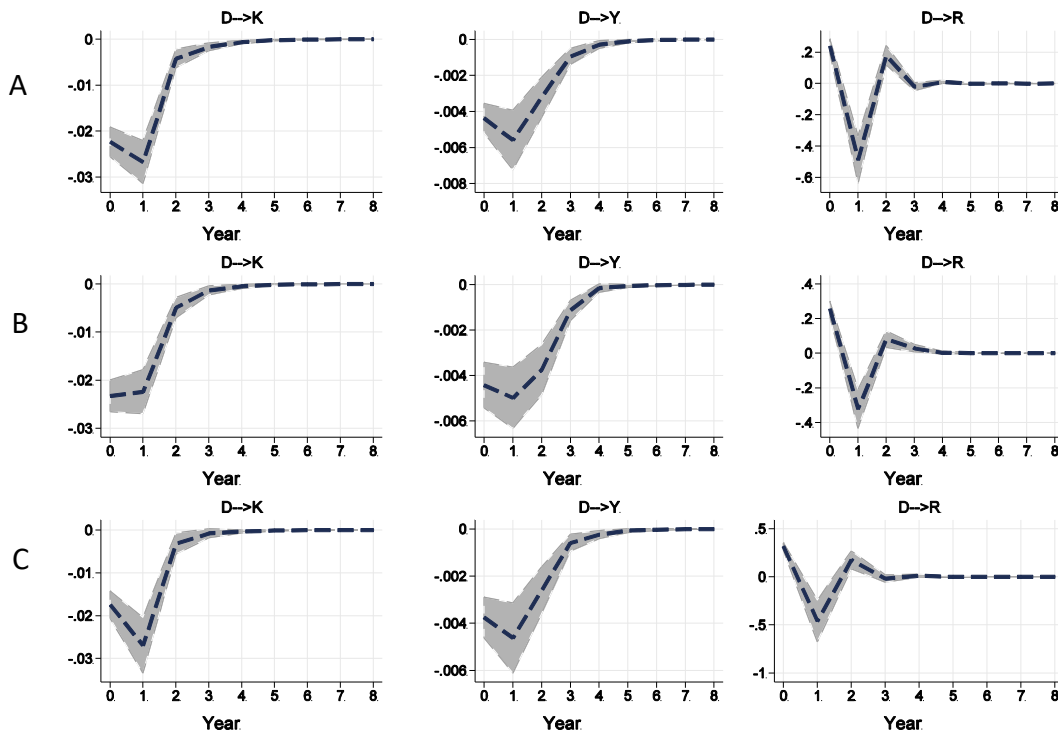 D-->K D-->Y. D-->R
A
0 0 .2
-.01 -.002 0
-.02 -.004 -.2
-.03 -.006 -.4
-.008 -.6
0. 1. 2. 3. 4. 5. 6. 7. 8. 0. 1. 2. 3. 4. 5. 6. 7. 8. 0. 1. 2. 3. 4. 5. 6. 7. 8.
Year. Year. Year.
D-->K D-->Y. D-->R
B
0 0 .4
-.01 -.002 .2
-.02 -.004 0
-.03 -.006 -.2
-.4
0. 1. 2. 3. 4. 5. 6. 7. 8. 0. 1. 2. 3. 4. 5. 6. 7. 8. 0. 1. 2. 3. 4. 5. 6. 7. 8.
Year. Year. Year.
D-->K D-->Y. D-->R
C
0 0 .5
-.01 -.002 0
-.02 -.004 -.5
-.03 -.006 -1
0. 1. 2. 3. 4. 5. 6. 7. 8. 0. 1. 2. 3. 4. 5. 6. 7. 8. 0. 1. 2. 3. 4. 5. 6. 7. 8.
Year. Year. Year.